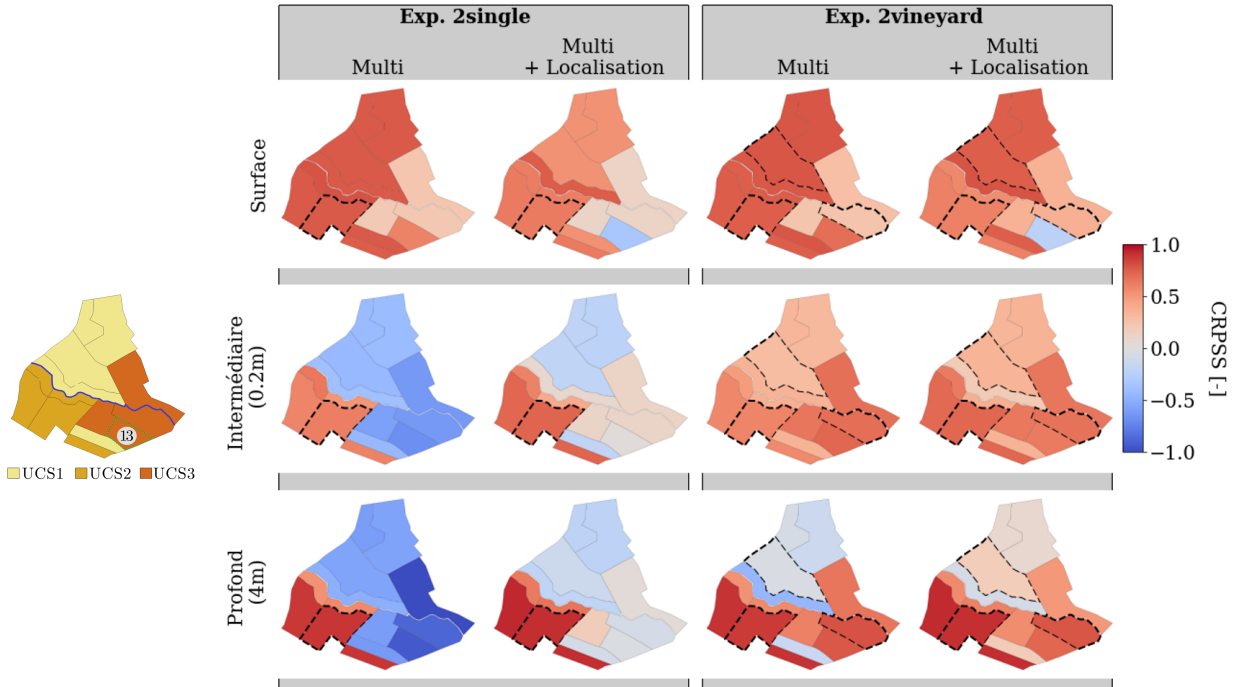 Exp. 2single
Exp. 2vineyard
Multi
Multi
+ Localisation
Multi
Multi
+ Localisation
Surface
Intermédiaire
(0.2m)
Profond
(4m)
13
UCS1
UCS2
UCS3
1.0
0.5
0.0
−0.5
−1.0
CRPSS [-]